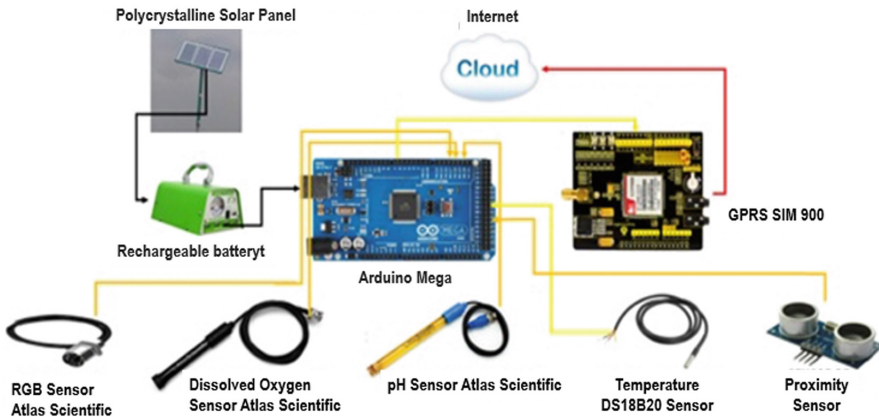 Polycrystalline Solar Panel
Internet
Cloud
GPRS SIM 900
Rechargeable batteryt
MEGA
Arduino Mega
RGB Sensor
Atlas Scientific
Dissolved Oxygen
Sensor Atlas Scientific
pH Sensor Atlas Scientific
Temperature
DS18B20 Sensor
Proximity
Sensor